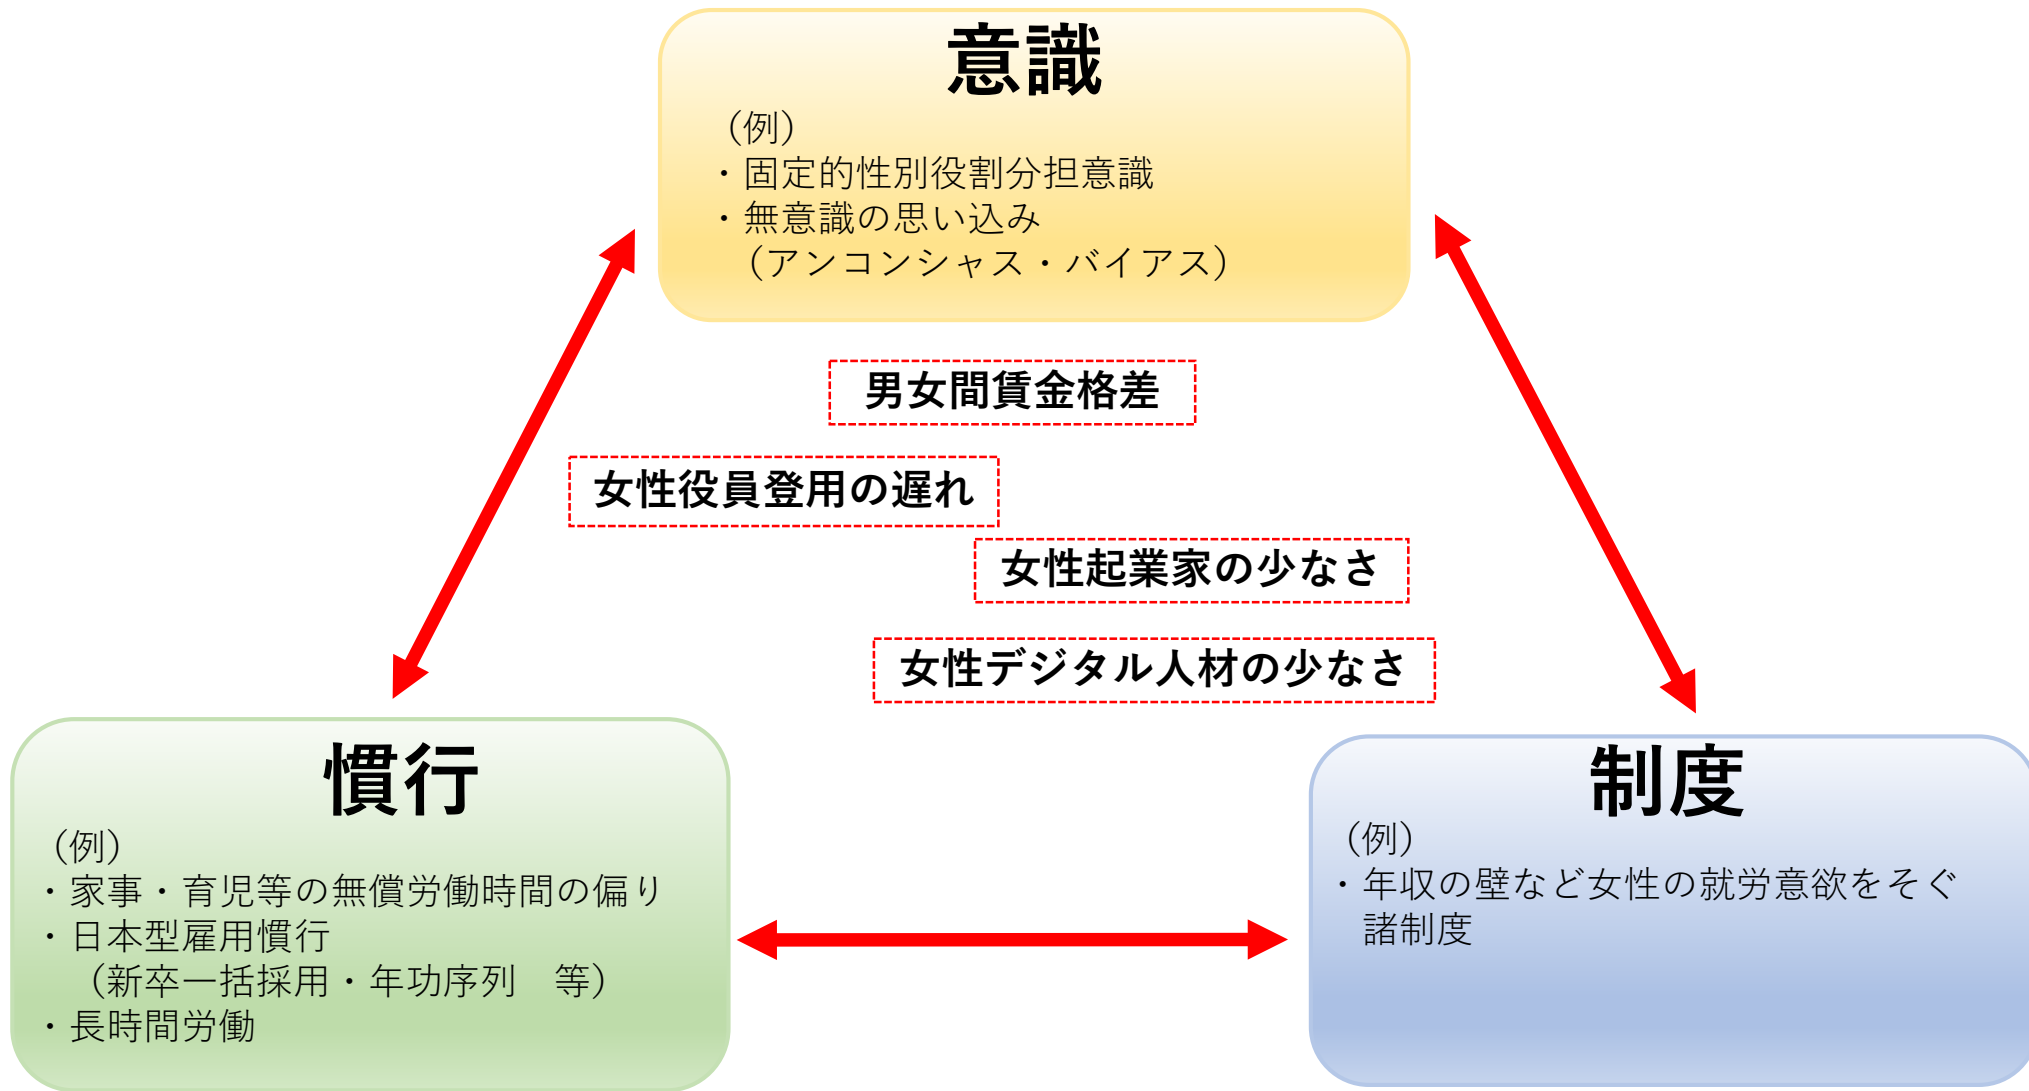 意識
（例）
・固定的性別役割分担意識
・無意識の思い込み
（アンコンシャス・バイアス）
男女間賃金格差
女性役員登用の遅れ
女性起業家の少なさ
女性デジタル人材の少なさ
慣行
（例）
・家事・育児等の無償労働時間の偏り
・日本型雇用慣行
（新卒一括採用・年功序列　等）
・長時間労働
制度
（例）
・年収の壁など女性の就労意欲をそぐ
諸制度